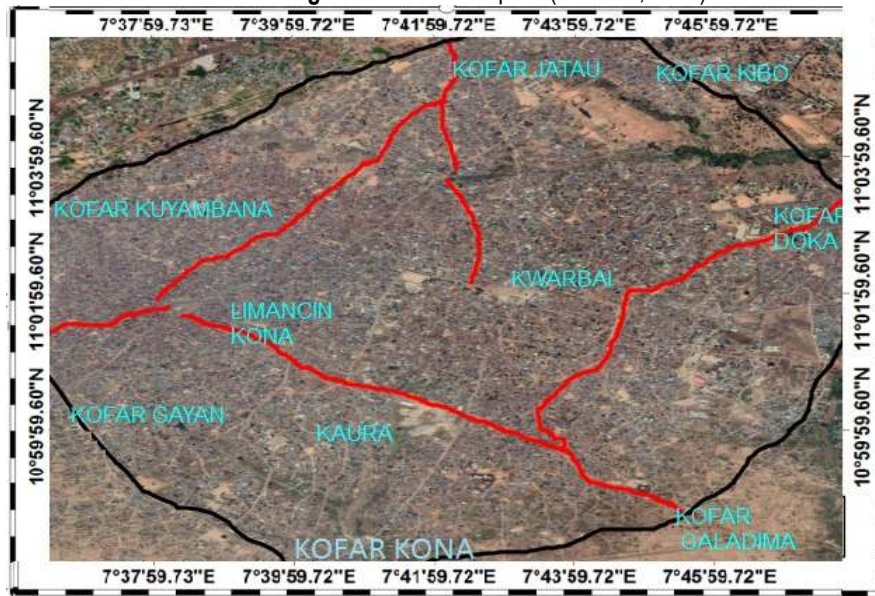 7°37'59.73"E 7°39'59.72"E 7°41'59.72"E 7°43'59.72"E 7°45'59.72"E
KOFAR JATAU
KOFAR KIBO
11°03'59.60"N
11°03'59.60"N
KOFAR KUYAMBANA
KOFAR
DOKA
KWARBAI
11°01'59.60"N
11°01'59.60"N
LIMANCIN
KONA
KOFAR GAYAN
KAURA
10°59'59.60"N
10°59'59.60"N
KOFAR
GALADIMA
KOFAR KONA
7°37'59.73"E 7°39'59.72"E 7°41'59.72"E 7°43'59.72"E 7°45'59.72"E